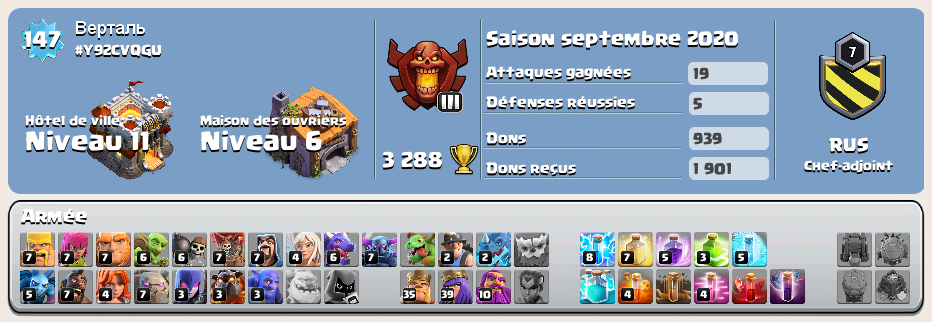 147
Верталь
#Y92CVQGU
Hôtel de ville
Niveau 11
Maison des ouvriers
Niveau 6
III
3 288
Saison septembre 2020
Attaques gagnées 19
Défenses réussies 5
Dons 939
Dons reçus 1 901
7
RUS
Chef-adjoint
Armée
7 7 7 6 6 7 7 4 6 7 2 2 8 7 5 3 5
5 7 4 7 3 3 3 35 39 10 4 4